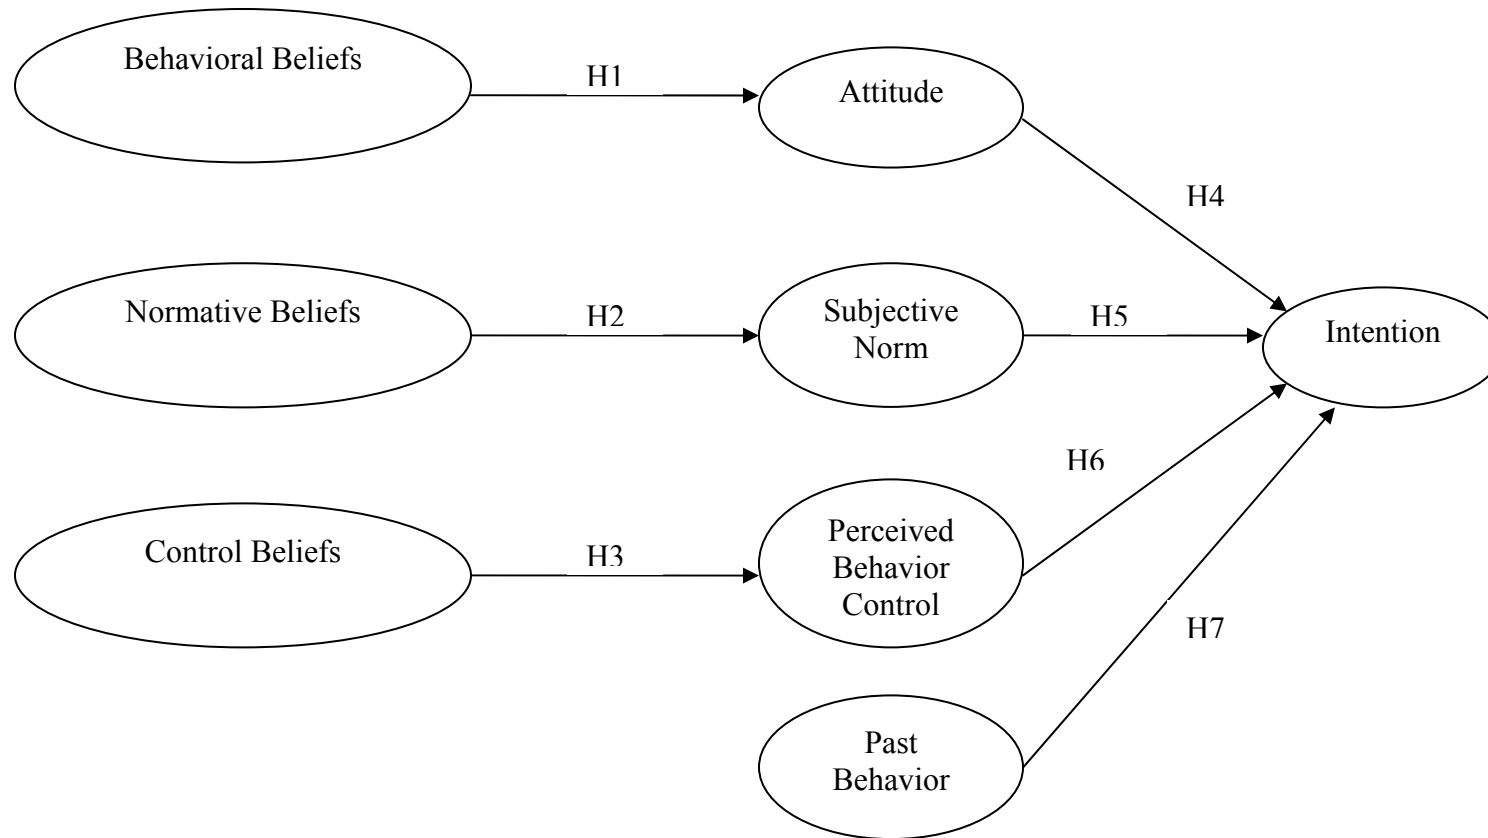 Behavioral Beliefs
H1
Attitude
H4
Normative Beliefs
H2
Subjective
Norm
H5
Intention
Control Beliefs
H3
Perceived
Behavior
Control
H6
H7
Past
Behavior